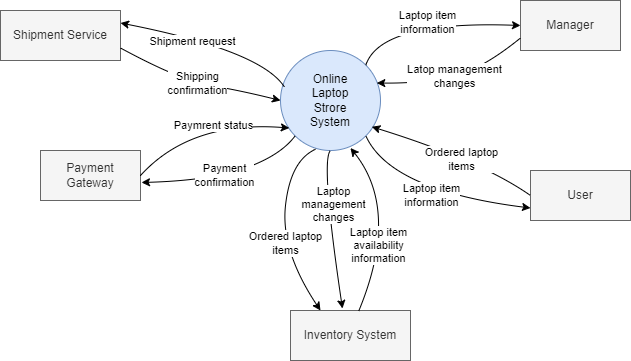 Shipment Service
Shipment request
Shipping
confirmation
Laptop item
information
Manager
Latop management
changes
Online
Laptop
Strore
System
Paymrent status
Payment
Gateway
Payment
confirmation
Ordered laptop
items
Laptop item
information
User
Laptop
management
changes
Ordered laptop
items
Laptop item
availability
information
Inventory System